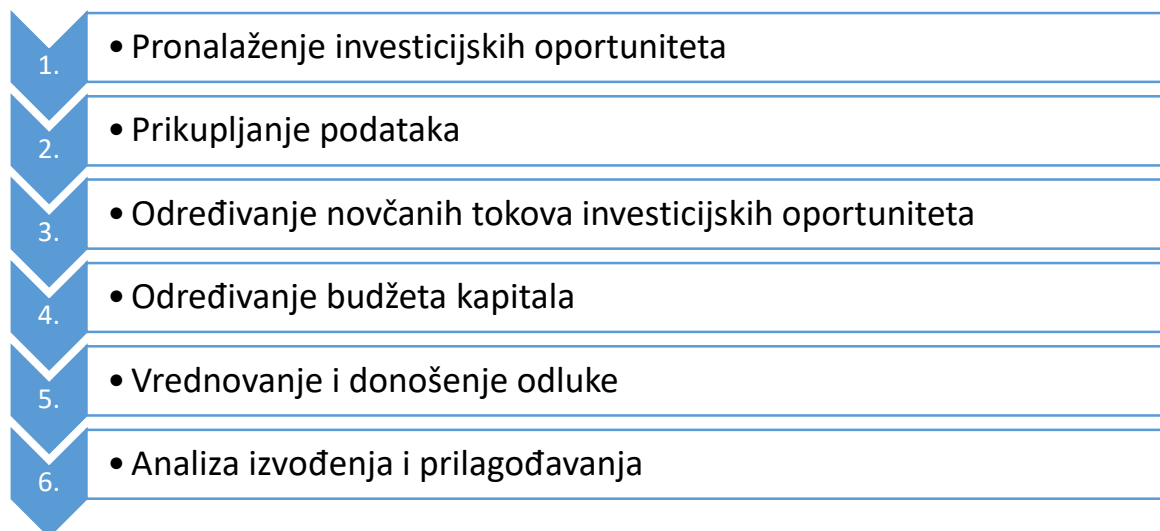 1. • Pronalaženje investicijskih oportuniteta
2. • Prikupljanje podataka
3. • Određivanje novčanih tokova investicijskih oportuniteta
4. • Određivanje budžeta kapitala
5. • Vrednovanje i donošenje odluke
6. • Analiza izvođenja i prilagođavanja